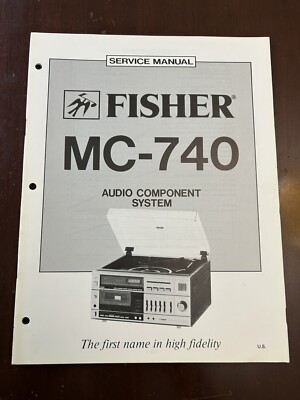 SERVICE MANUAL
FISHER®
MC-740
AUDIO COMPONENT
SYSTEM
The first name in high fidelity
U.S.